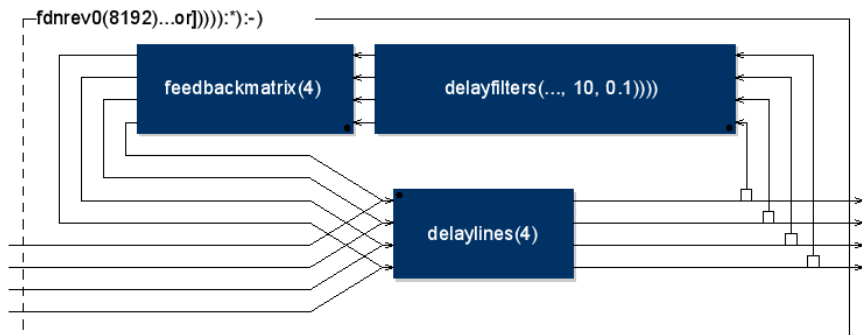 fdnrev0(8192)...or])))):*):-)
feedbackmatrix(4)
delayfilters(..., 10, 0.1))))
delaylines(4)